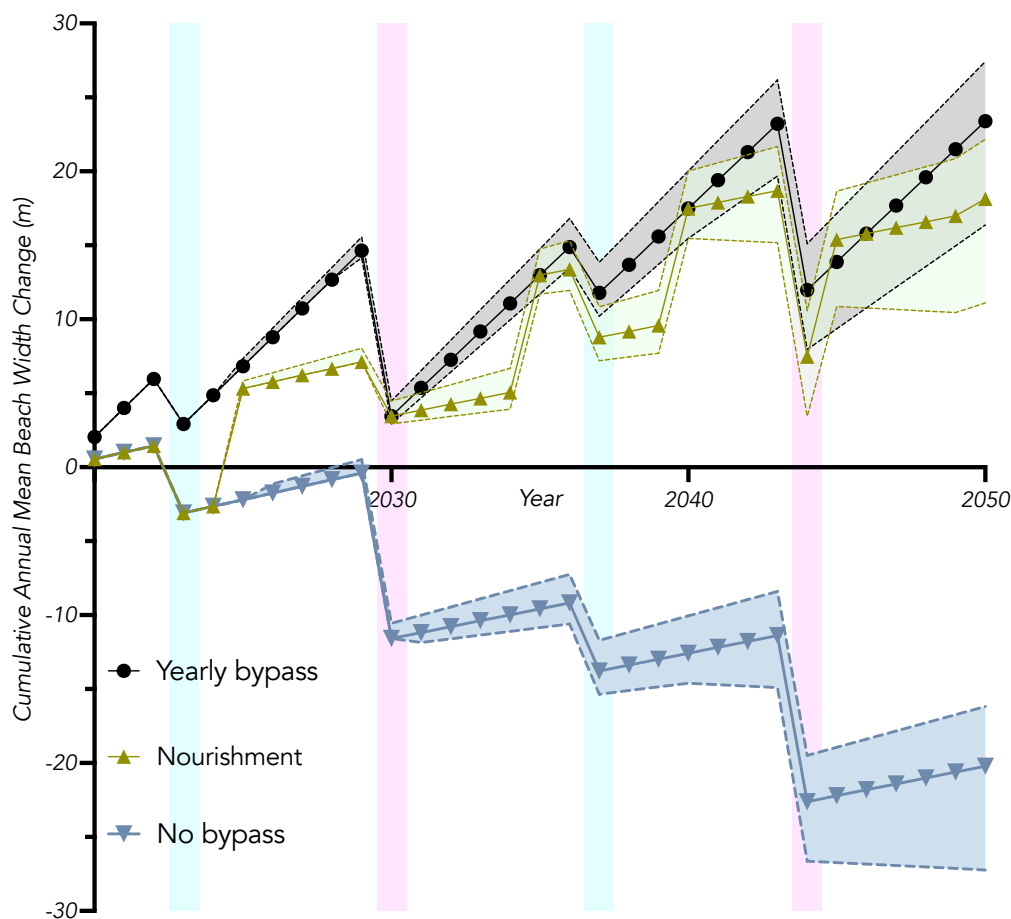 Cumulative Annual Mean Beach Width Change (m)
30
20
10
0
-10
-20
-30
2030
Year
2040
2050
Yearly bypass
Nourishment
No bypass